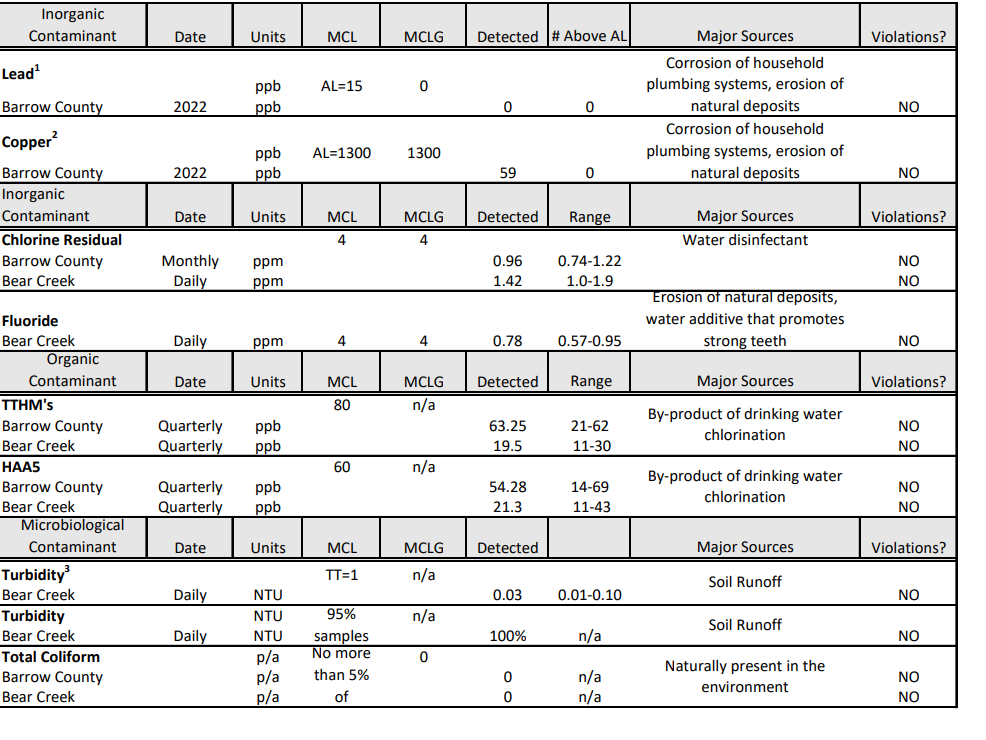 Inorganic
Contaminant Date Units MCL MCLG Detected # Above AL Major Sources Violations?
Lead1 ppb AL=15 0 Corrosion of household plumbing systems, erosion of natural deposits
Barrow County 2022 ppb 0 0 NO
Copper2 ppb AL=1300 1300 Corrosion of household plumbing systems, erosion of natural deposits
Barrow County 2022 ppb 59 0 NO
Inorganic
Contaminant Date Units MCL MCLG Detected Range Major Sources Violations?
Chlorine Residual 4 4 Water disinfectant
Barrow County Monthly ppm 0.96 0.74-1.22 NO
Bear Creek Daily ppm 1.42 1.0-1.9 NO
Erosion of natural deposits,
Fluoride water additive that promotes
Bear Creek Daily ppm 4 4 0.78 0.57-0.95 strong teeth NO
Organic
Contaminant Date Units MCL MCLG Detected Range Major Sources Violations?
TTHM's 80 n/a By-product of drinking water chlorination
Barrow County Quarterly ppb 63.25 21-62 NO
Bear Creek Quarterly ppb 19.5 11-30 NO
HAA5 60 n/a By-product of drinking water chlorination
Barrow County Quarterly ppb 54.28 14-69 NO
Bear Creek Quarterly ppb 21.3 11-43 NO
Microbiological
Contaminant Date Units MCL MCLG Detected Major Sources Violations?
Turbidity3 TT=1 n/a Soil Runoff
Bear Creek Daily NTU 0.03 0.01-0.10 NO
Turbidity NTU 95% n/a Soil Runoff
Bear Creek Daily NTU samples 100% n/a NO
Total Coliform p/a No more 0 Naturally present in the environment
Barrow County p/a than 5% 0 n/a NO
Bear Creek p/a of 0 n/a NO